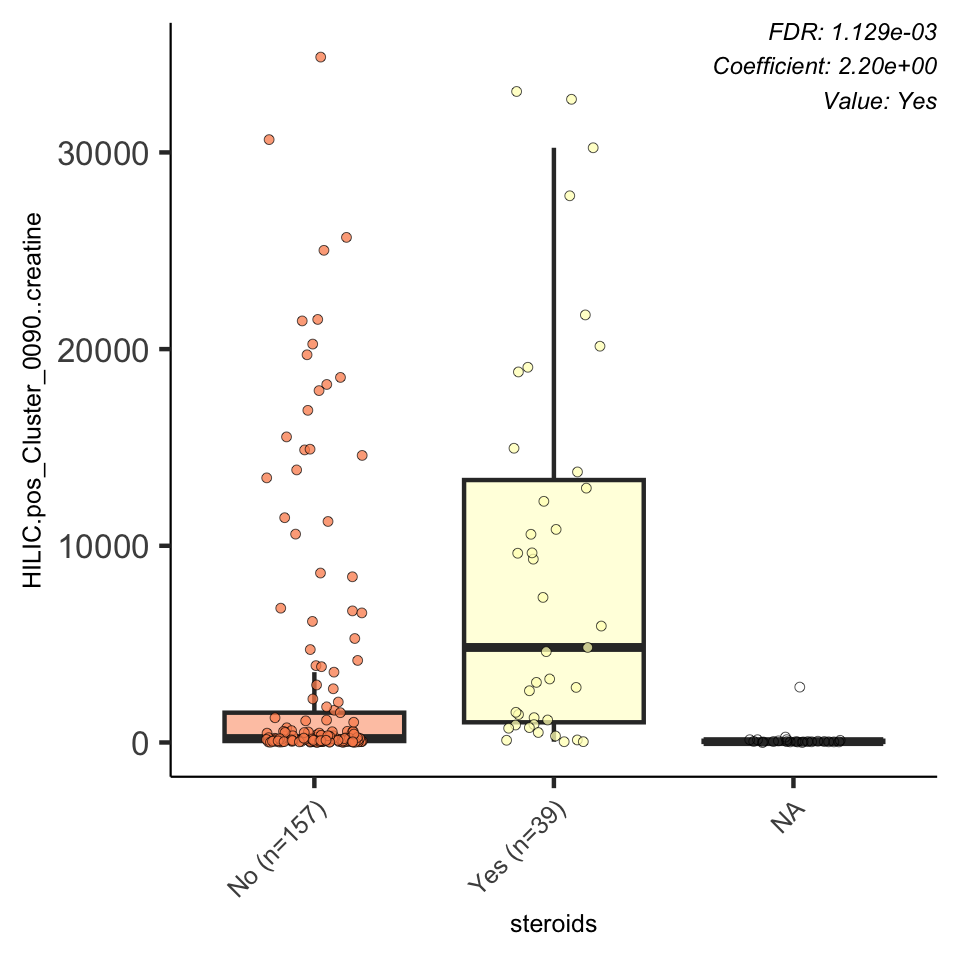 FDR: 1.129e-03
Coefficient: 2.20e+00
Value: Yes
HILIC.pos_Cluster_0090..creatine
30000
20000
10000
0
No (n=157)
Yes (n=39)
NA
steroids